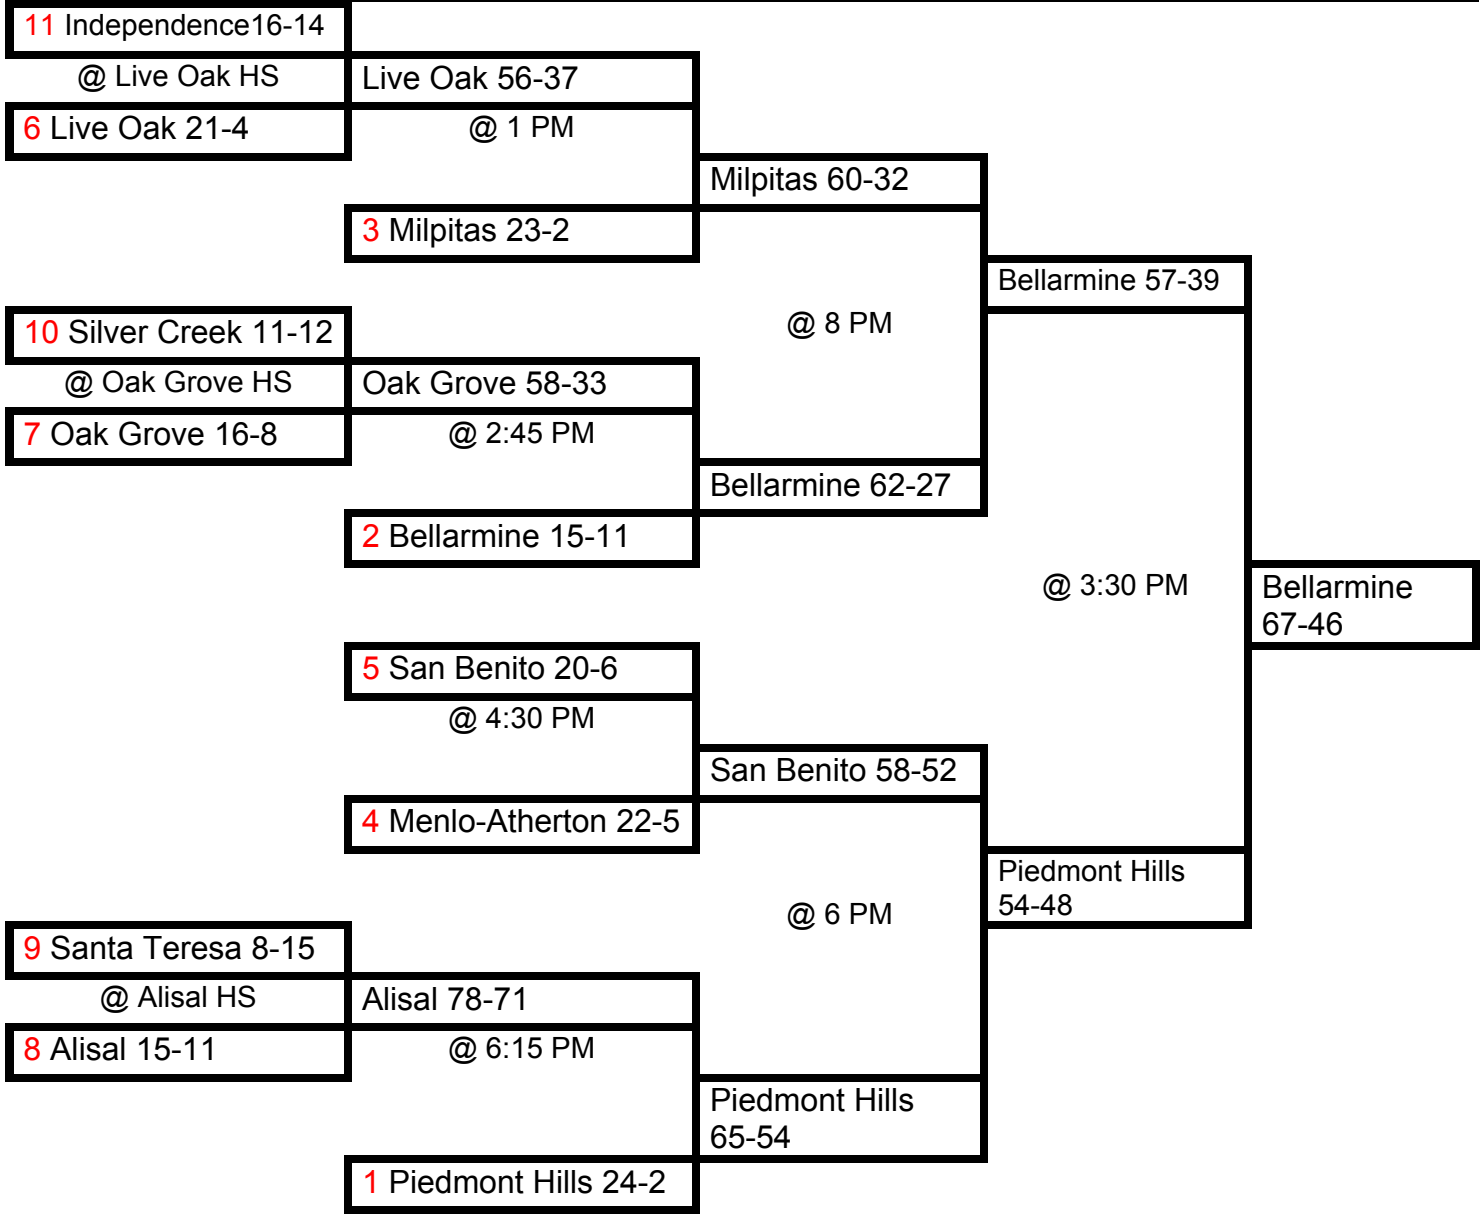 11 Independence16-14
@ Live Oak HS
Live Oak 56-37
6 Live Oak 21-4
@ 1 PM
Milpitas 60-32
3 Milpitas 23-2
Bellarmine 57-39
10 Silver Creek 11-12
@ 8 PM
@ Oak Grove HS
Oak Grove 58-33
7 Oak Grove 16-8
@ 2:45 PM
Bellarmine 62-27
2 Bellarmine 15-11
@ 3:30 PM
Bellarmine
67-46
5 San Benito 20-6
@ 4:30 PM
San Benito 58-52
4 Menlo-Atherton 22-5
Piedmont Hills
54-48
@ 6 PM
9 Santa Teresa 8-15
@ Alisal HS
Alisal 78-71
8 Alisal 15-11
@ 6:15 PM
Piedmont Hills
65-54
1 Piedmont Hills 24-2